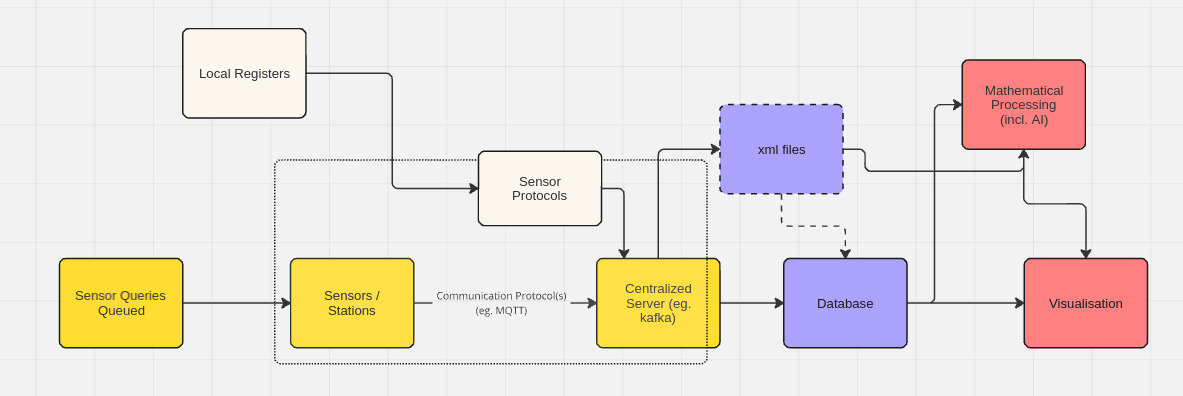 Local Registers
Mathematical
Processing
(incl. AI)
xml files
Sensor
Protocols
Sensor Queries
Queued
Sensors /
Stations
Communication Protocol(s)
(eg. MQTT)
Centralized
Server (eg.
kafka)
Database
Visualisation